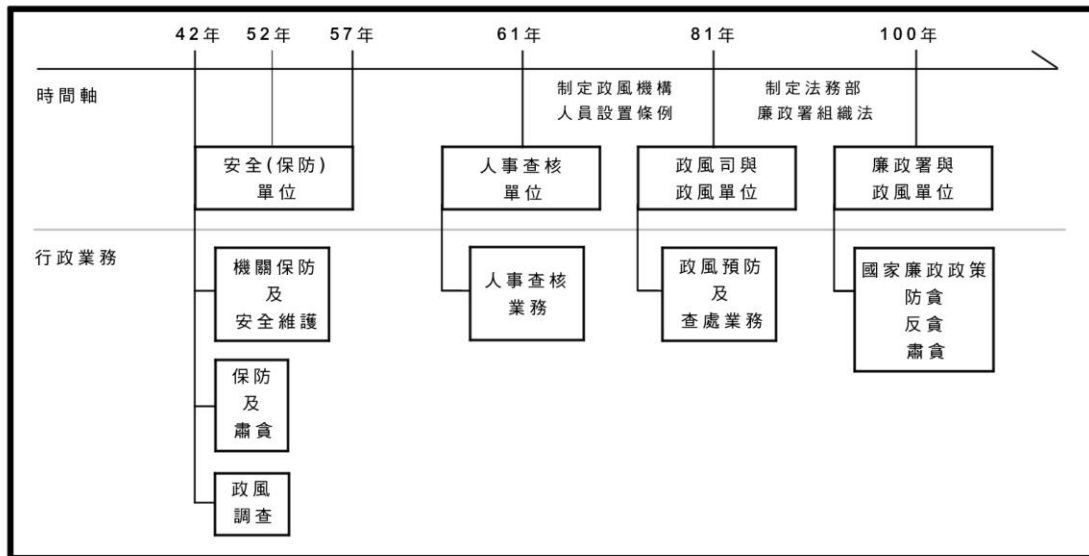 42年 52年 57年 61年 81年 100年
時間軸
制定政風機構
人員設置條例
制定法務部
廉政署組織法
安全(保防)
單位
人事查核
單位
政風司與
政風單位
廉政署與
政風單位
行政業務
機關保防
及
安全維護
人事查核
業務
政風預防
及
查處業務
國家廉政政策
防貪
反貪
肅貪
保防
及
肅貪
政風
調查